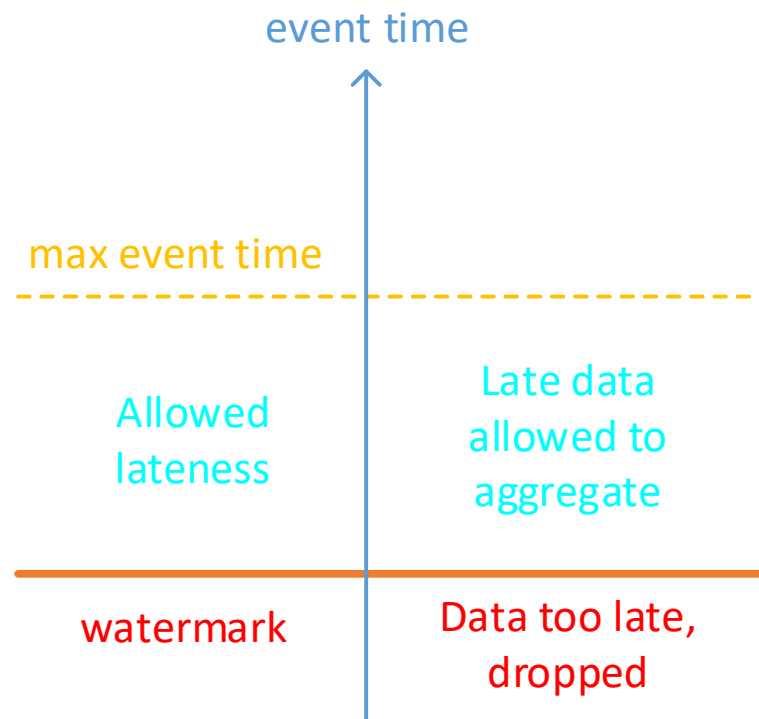 event time
max event time
Allowed
lateness
Late data
allowed to
aggregate
watermark
Data too late,
dropped